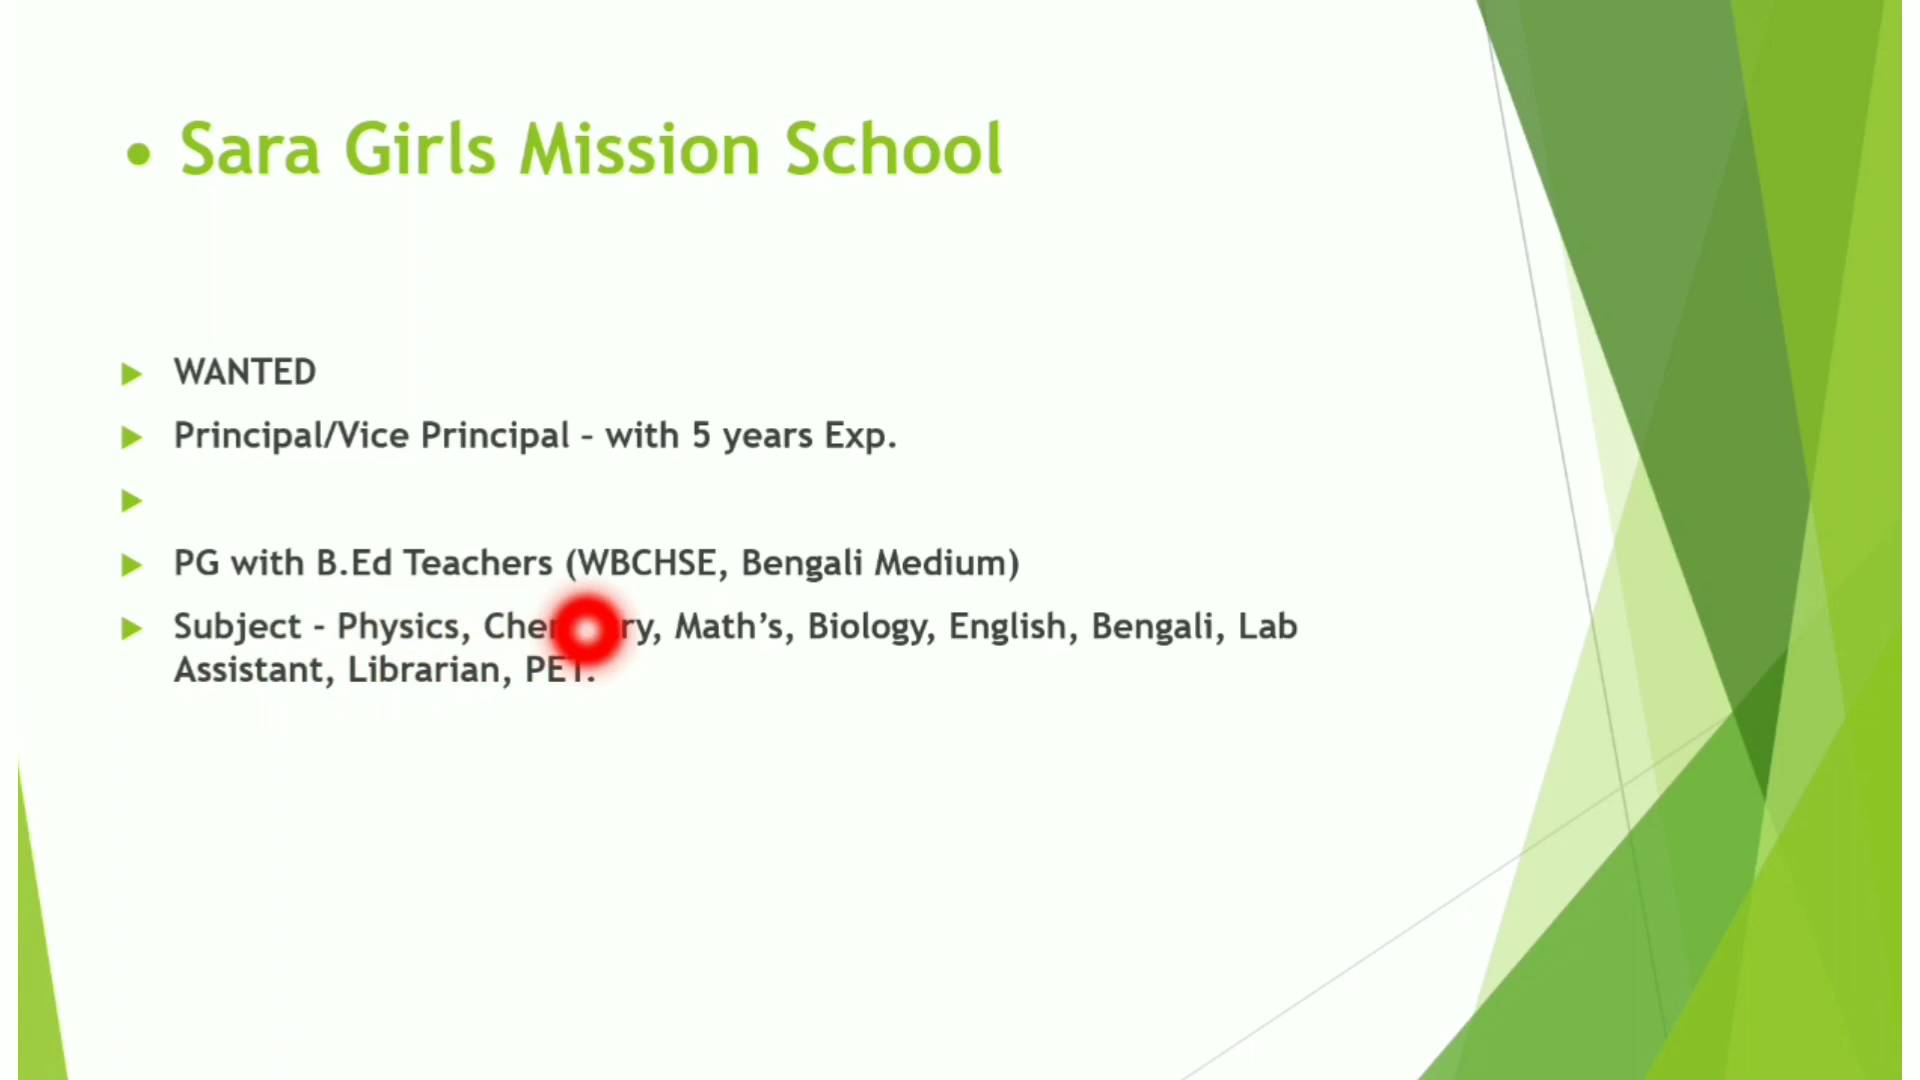 • Sara Girls Mission School
WANTED
Principal/Vice Principal – with 5 years Exp.
PG with B.Ed Teachers (WBCHSE, Bengali Medium)
Subject – Physics, Math’s, Biology, English, Bengali, Lab
Assistant, Librarian, PET.